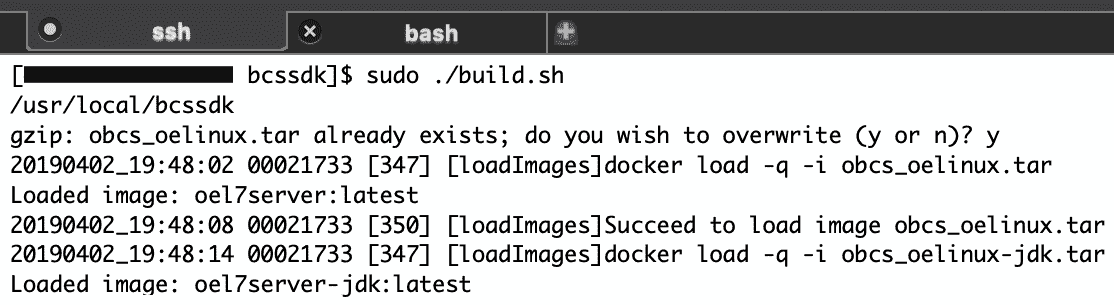 ssh
bash
[ bcssdk]$ sudo ./build.sh
/usr/local/bcssdk
gzip: obcs_oelinux.tar already exists; do you wish to overwrite (y or n)? y
20190402_19:48:02 00021733 [347] [loadImages]docker load -q -i obcs_oelinux.tar
Loaded image: oel7server:latest
20190402_19:48:08 00021733 [350] [loadImages]Succeed to load image obcs_oelinux.tar
20190402_19:48:14 00021733 [347] [loadImages]docker load -q -i obcs_oelinux-jdk.tar
Loaded image: oel7server-jdk:latest